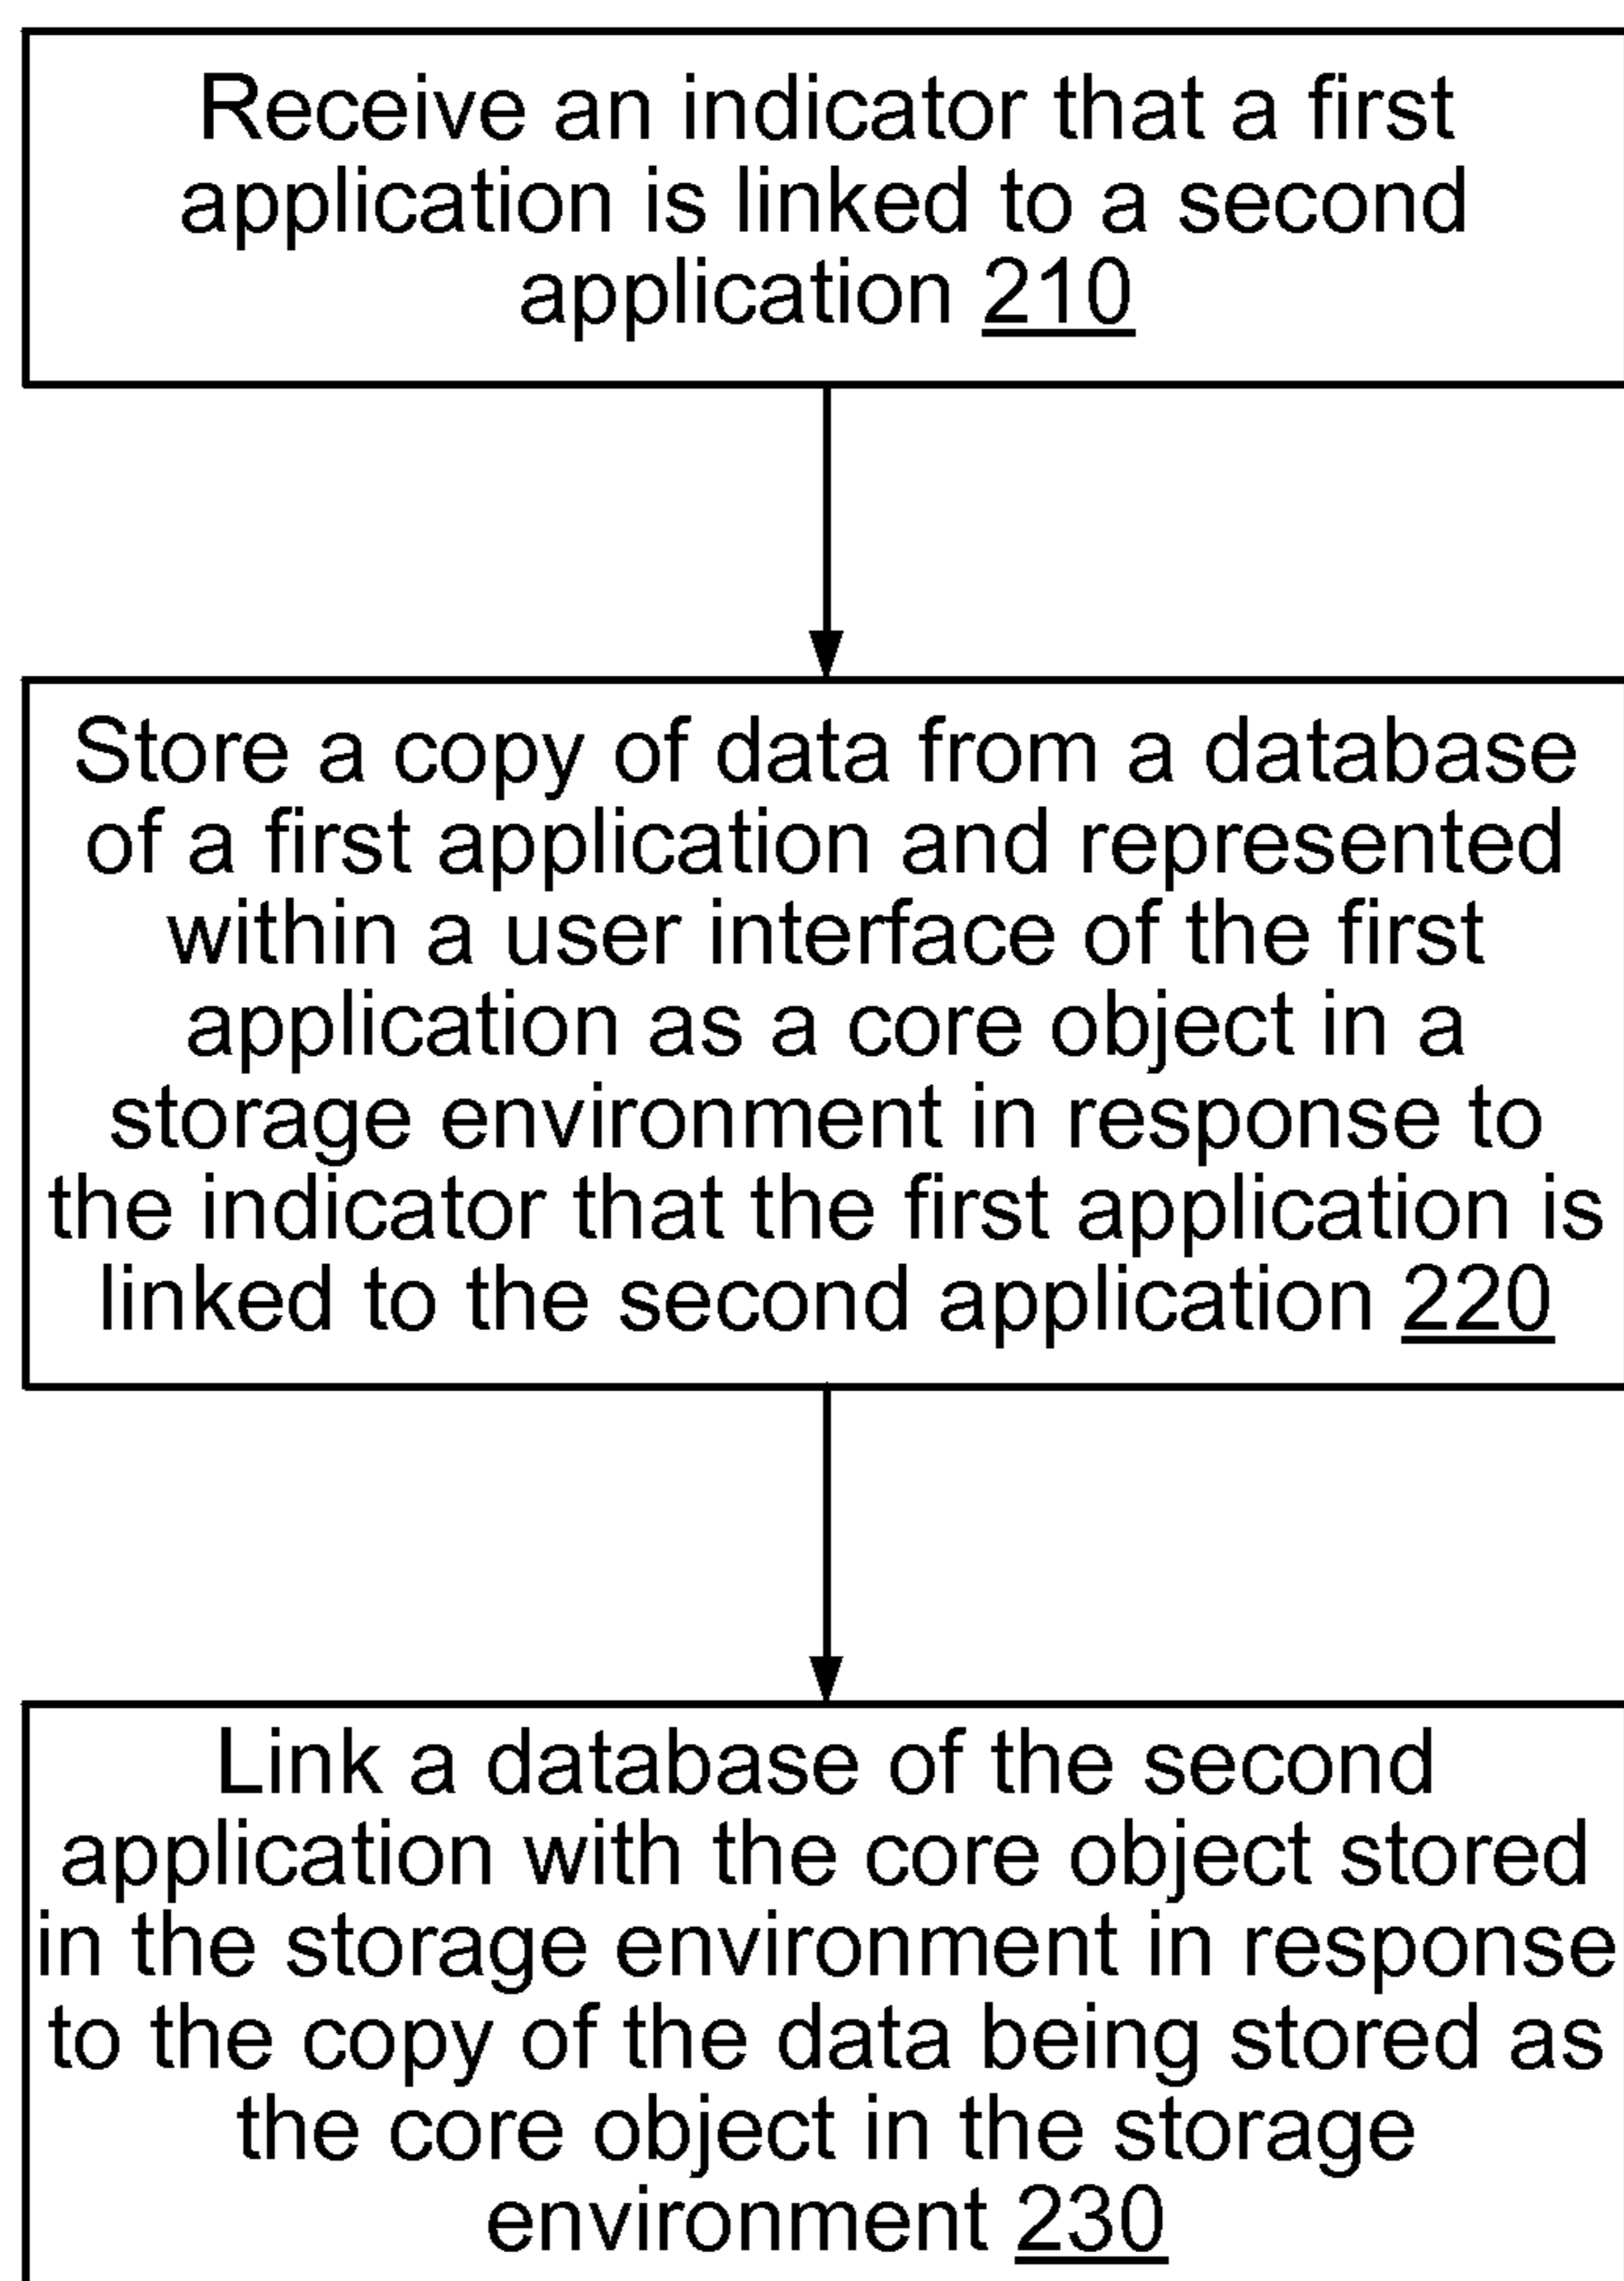 Receive an indicator that a first
application is linked to a second
application 210
Store a copy of data from a database
of a first application and represented
within a user interface of the first
application as a core object in a
storage environment in response to
the indicator that the first application is
linked to the second application 220
Link a database of the second
application with the core object stored
in the storage environment in response
to the copy of the data being stored as
the core object in the storage
environment 230